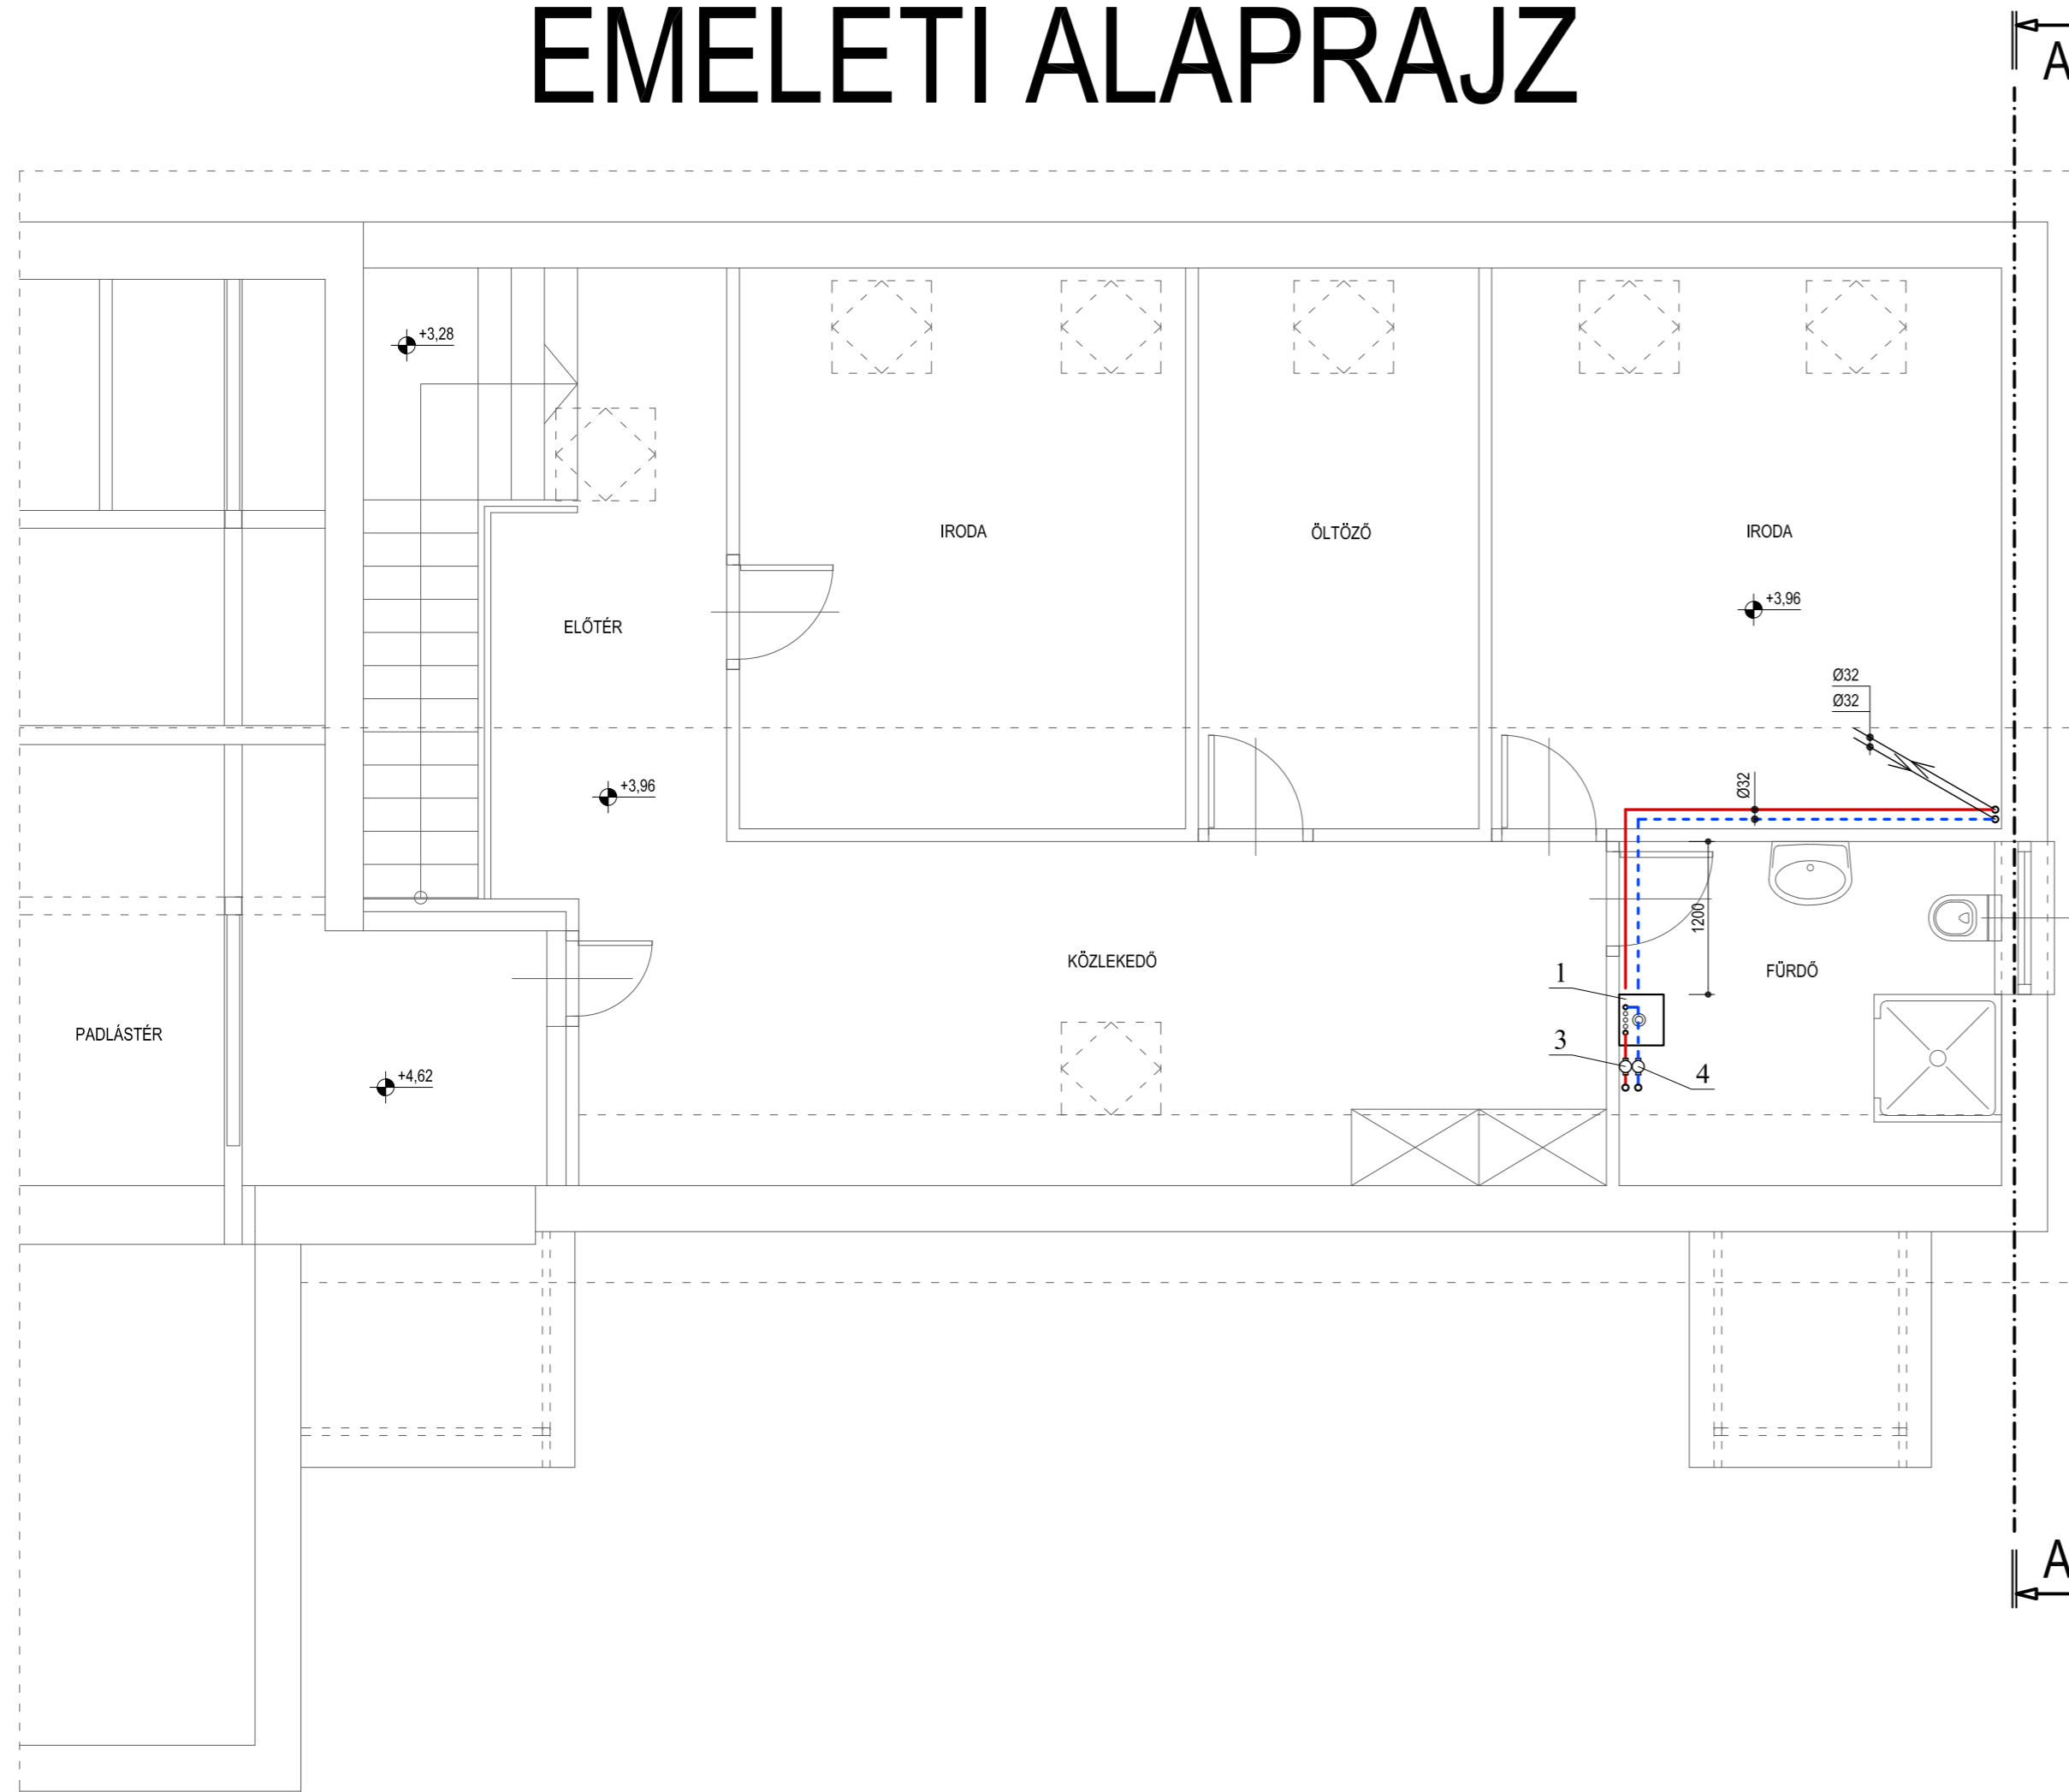 EMELETI ALAPRAJZ
A
+3,28
IRODA
ÖLTÖZŐ
IRODA
+3,96
ELŐTÉR
Ø32
Ø32
Ø32
+3,96
1200
KÖZLEKEDŐ
FÜRDŐ
1
PADLÁSTÉR
3
4
+4,62
A